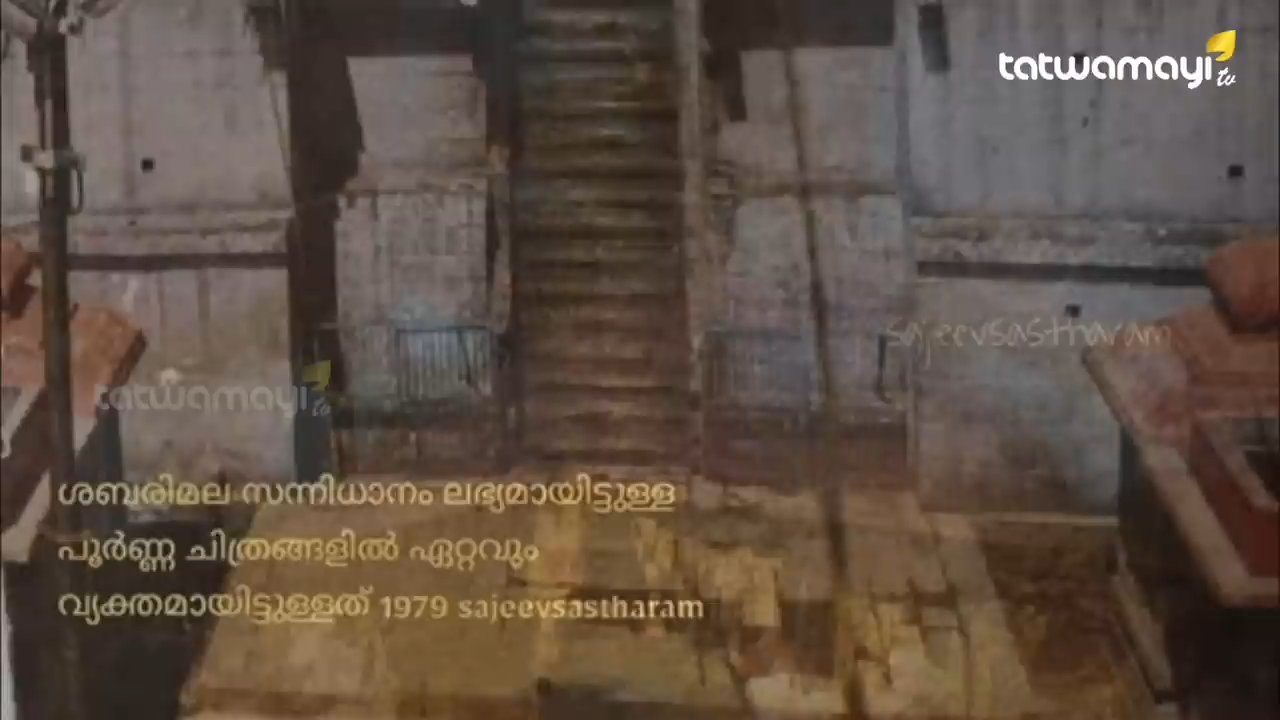 tatwamayi tv
sajeevsastharam
tatwamayi tv
ശബരിമല സന്നിധാനം ലഭ്യമായിട്ടുള്ള
പൂർണ്ണ ചിത്രങ്ങളിൽ ഏറ്റവും
വ്യക്തമായിട്ടുള്ളത് 1979 sajeevsastharam